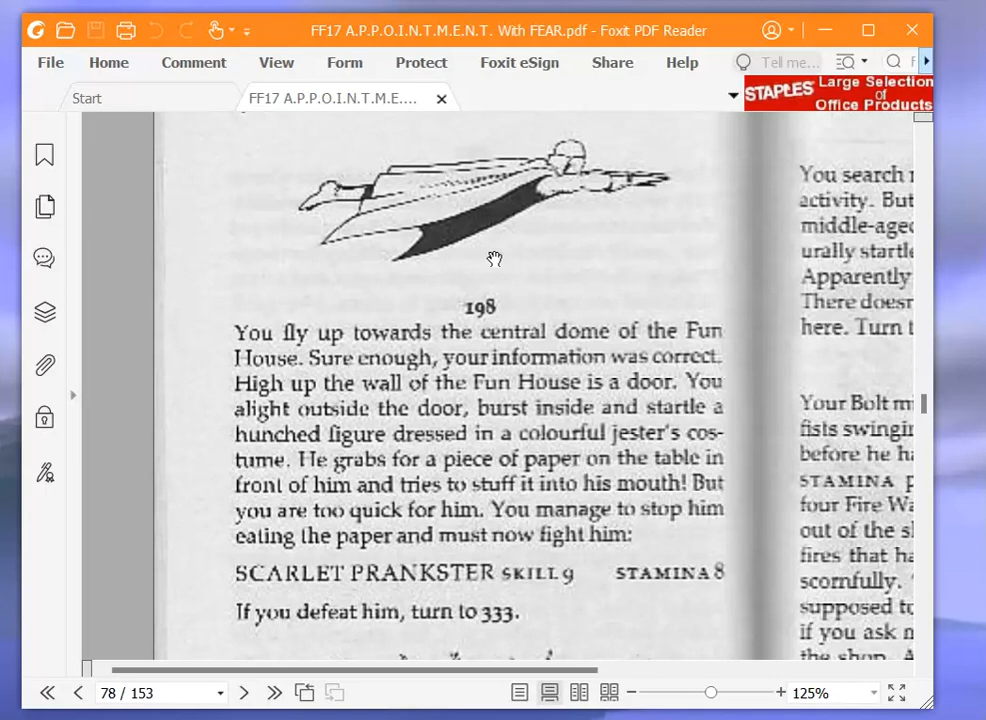 FF17 A.P.P.O.I.N.T.M.E.N.T. With FEAR.pdf - Foxit PDF Reader
File Home Comment View Form Protect Foxit eSign Share Help Tell me... F
Start
FF17 A.P.P.O.I.N.T.M.E....
STAPLES
Large Selection
of
Office Products
198
You fly up towards the central dome of the Fun
House. Sure enough, your information was correct.
High up the wall of the Fun House is a door. You
alight outside the door, burst inside and startle a
hunched figure dressed in a colourful jester's cos-
tume. He grabs for a piece of paper on the table in
front of him and tries to stuff it into his mouth! But
you are too quick for him. You manage to stop him
eating the paper and must now fight him:
SCARLET PRANKSTER SKILL 9 STAMINA 8
If you defeat him, turn to 333.
You search
activity. But
middle-aged
urally startle
Apparently
There doesn
here. Turn
Your Bolt
fists swingin
before he
STAMINA
four Fire
out of the
fires that
scornfully.
supposed to
if you ask
the shop.
78 / 153
125%